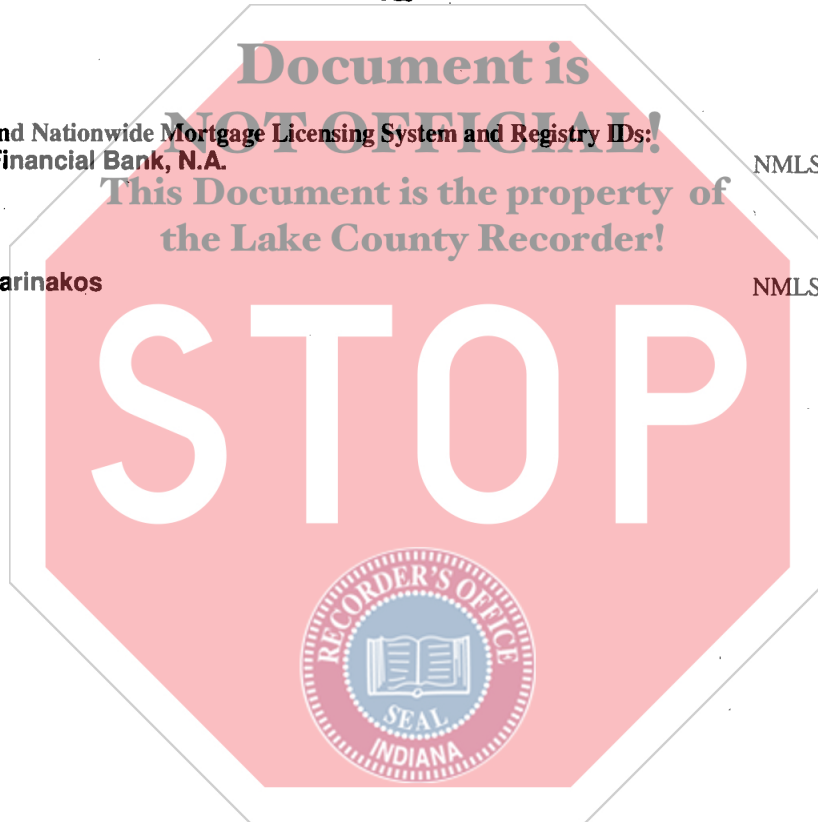 Document is
NOT OFFICIAL!
nd Nationwide Mortgage Licensing System and Registry IDs:
Financial Bank, N.A.
NMLS
This Document is the property of
the Lake County Recorder!
arinakos
NMLS
STOP
RECORDER'S OFFICE
SEAL
INDIANA